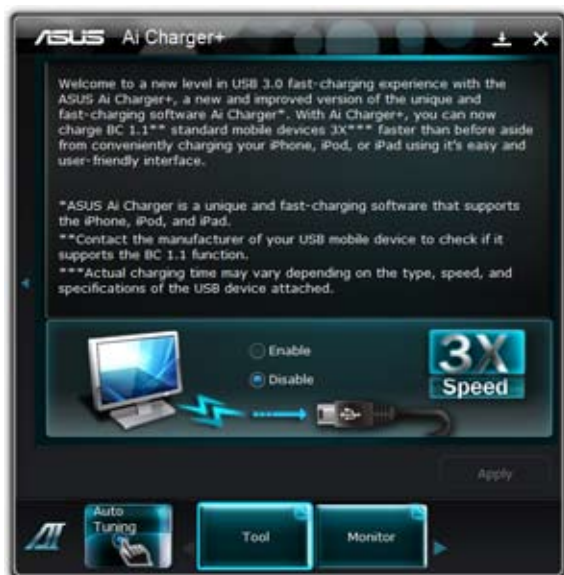 ASUS Ai Charger+
Welcome to a new level in USB 3.0 fast-charging experience with the
ASUS Ai Charger+, a new and improved version of the unique and
fast-charging software Ai Charger*. With Ai Charger+, you can now
charge BC 1.1** standard mobile devices 3X*** faster than before aside
from conveniently charging your iPhone, iPod, or iPad using it's easy and
user-friendly interface.
*ASUS Ai Charger is a unique and fast-charging software that supports
the iPhone, iPod, and iPad.
**Contact the manufacturer of your USB mobile device to check if it
supports the BC 1.1 function.
***Actual charging time may vary depending on the type, speed, and
specifications of the USB device attached.
Enable
Disable
3X
Speed
Apply
Auto
Tuning
Tool
Monitor